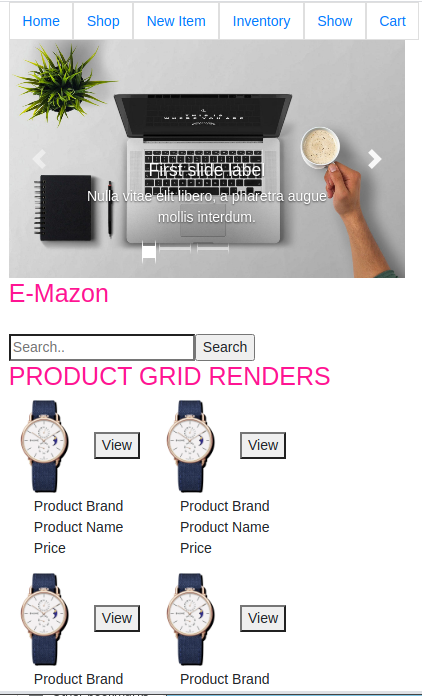 Home Shop New Item Inventory Show Cart
First slide label
Nulla vitae elit libero, a pharetra augue
mollis interdum.
E-Mazon
Search.. Search
PRODUCT GRID RENDERS
View View
Product Brand Product Brand
Product Name Product Name
Price Price
View View
Product Brand Product Brand